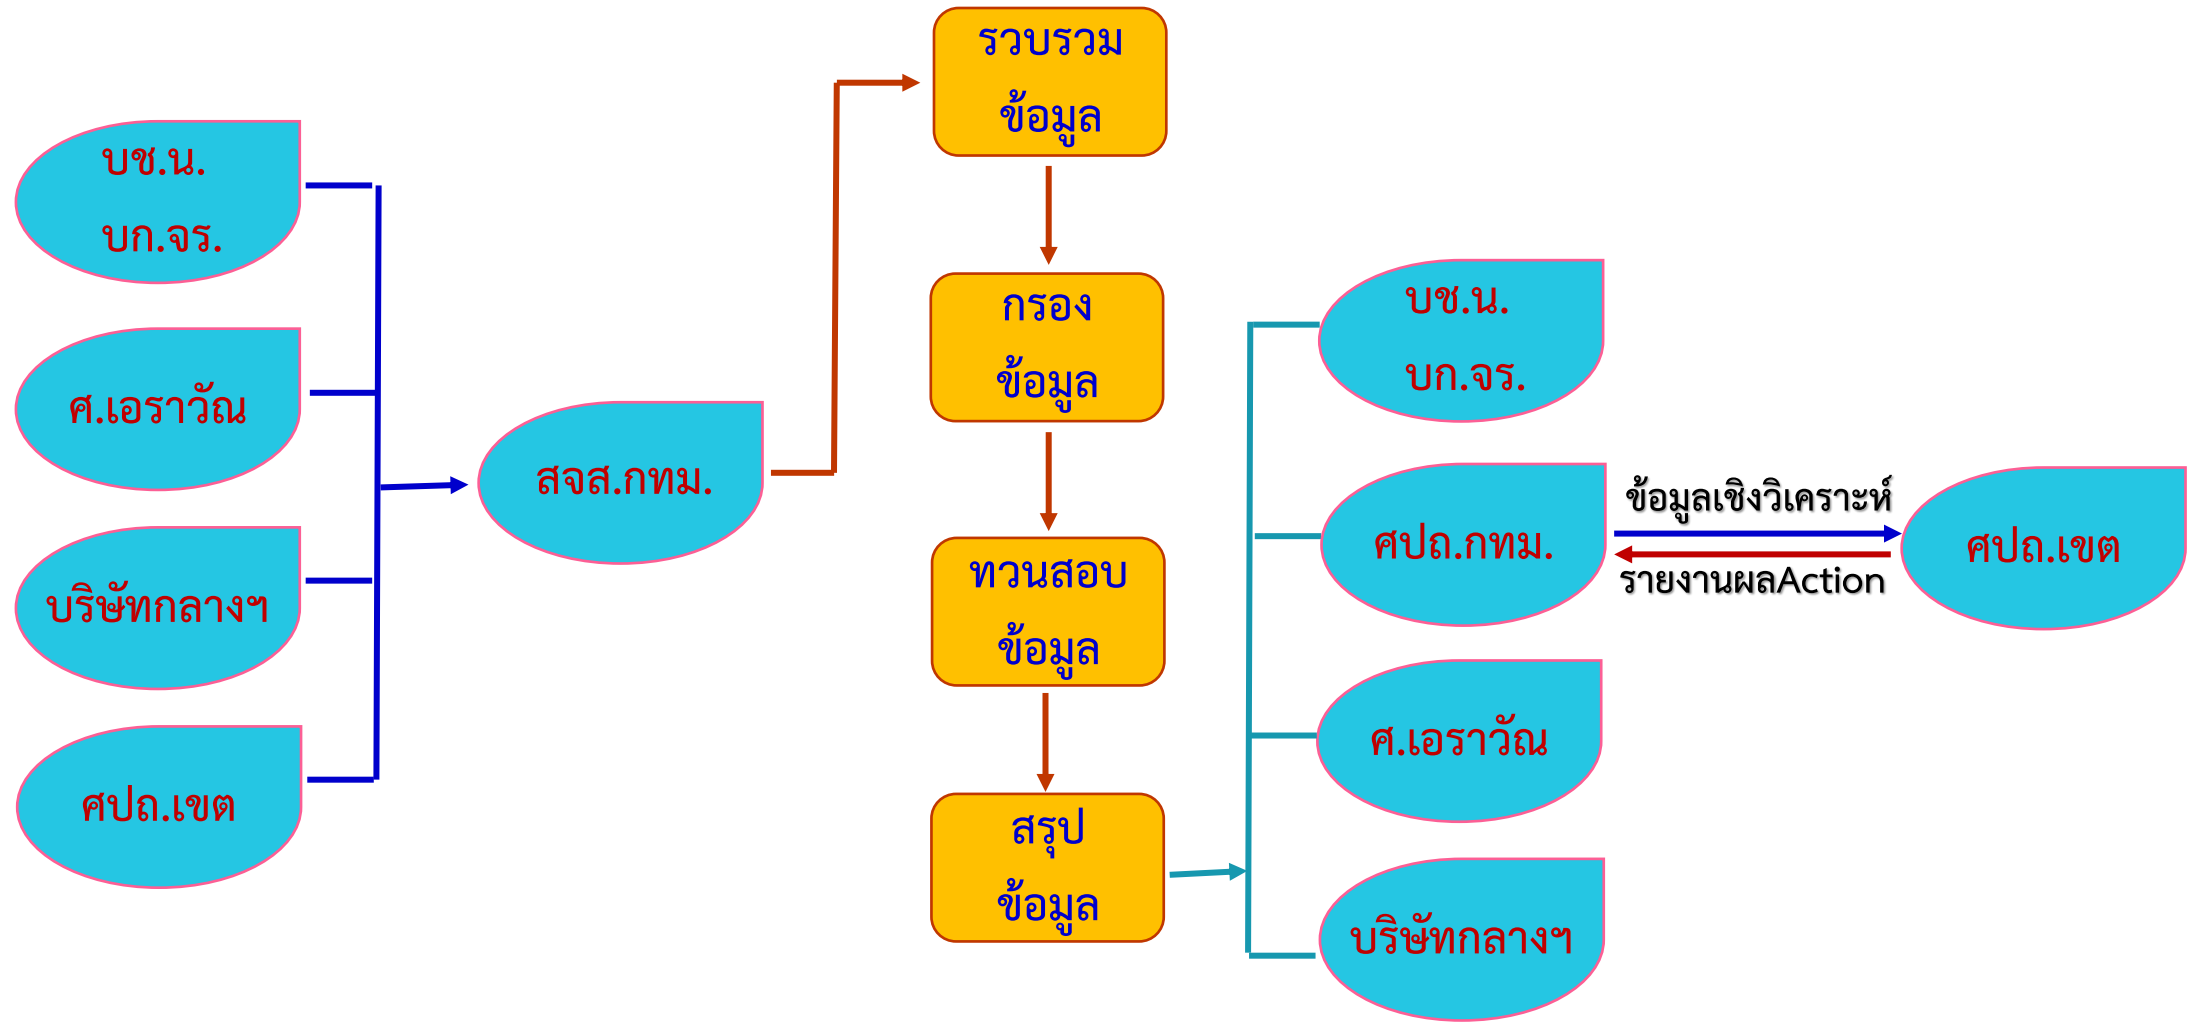 บช.น.
บก.จร.
ศ.เอราวัณ
บริษัทกลางฯ
ศปถ.เขต
สจส.กทม.
รวบรวม
ข้อมูล
กรอง
ข้อมูล
ทวนสอบ
ข้อมูล
สรุป
ข้อมูล
บช.น.
บก.จร.
ศปถ.กทม.
ศ.เอราวัณ
บริษัทกลางฯ
ข้อมูลเชิงวิเคราะห์
รายงานผลAction
ศปถ.เขต